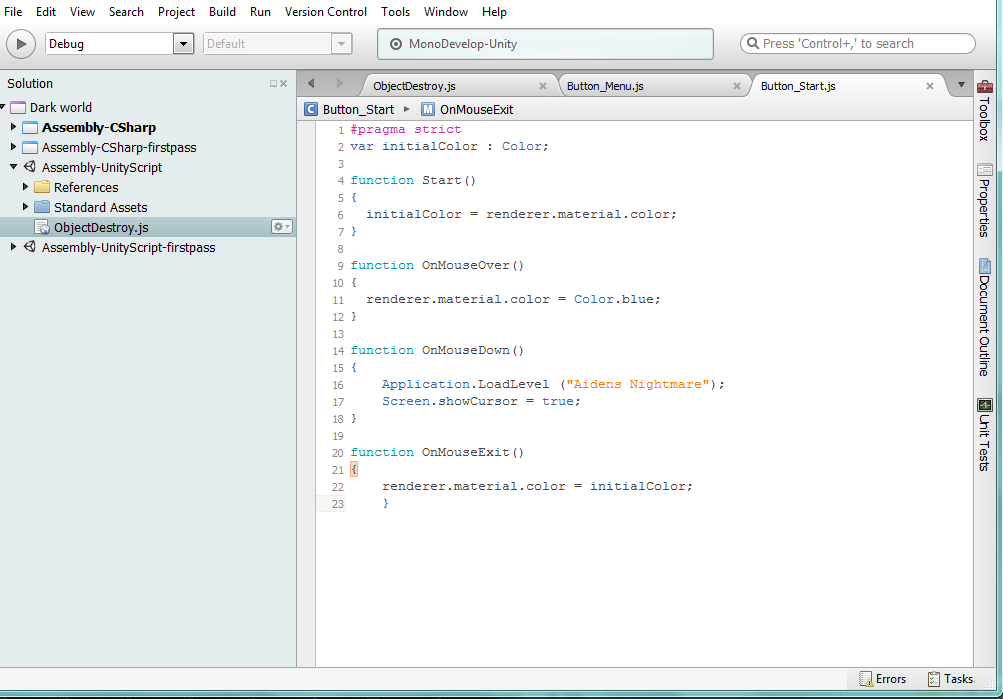 File Edit View Search Project Build Run Version Control Tools Window Help
Debug Default MonoDevelop-Unity Press 'Control+,' to search
Solution
Dark world
Assembly-CSharp
Assembly-CSharp-firstpass
Assembly-UnityScript
References
Standard Assets
ObjectDestroy.js
Assembly-UnityScript-firstpass
ObjectDestroy.js Button_Menu.js Button_Start.js
C Button_Start M OnMouseExit
1 #pragma strict
2 var initialColor : Color;
3
4 function Start()
5 {
6 initialColor = renderer.material.color;
7 }
8
9 function OnMouseOver()
10 {
11 renderer.material.color = Color.blue;
12 }
13
14 function OnMouseDown()
15 {
16 Application.LoadLevel ("Aidens Nightmare");
17 Screen.showCursor = true;
18 }
19
20 function OnMouseExit()
21 {
22 renderer.material.color = initialColor;
23 }
Toolbox
Properties
Document Outline
Unit Tests
Errors Tasks